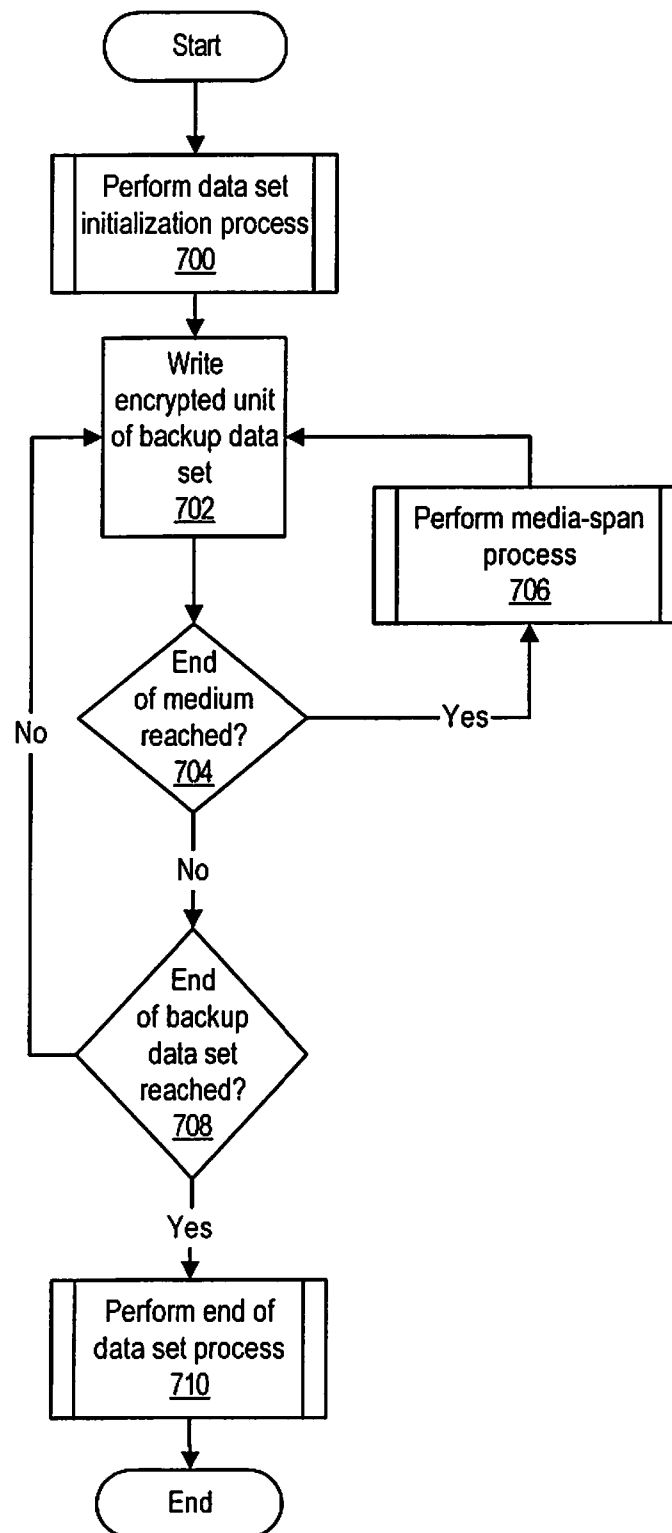 Start
Perform data set
initialization process
700
Write
encrypted unit
of backup data
set
702
Perform media-span
process
706
End
of medium
reached?
704
Yes
No
No
End
of backup
data set
reached?
708
Yes
Perform end of
data set process
710
End